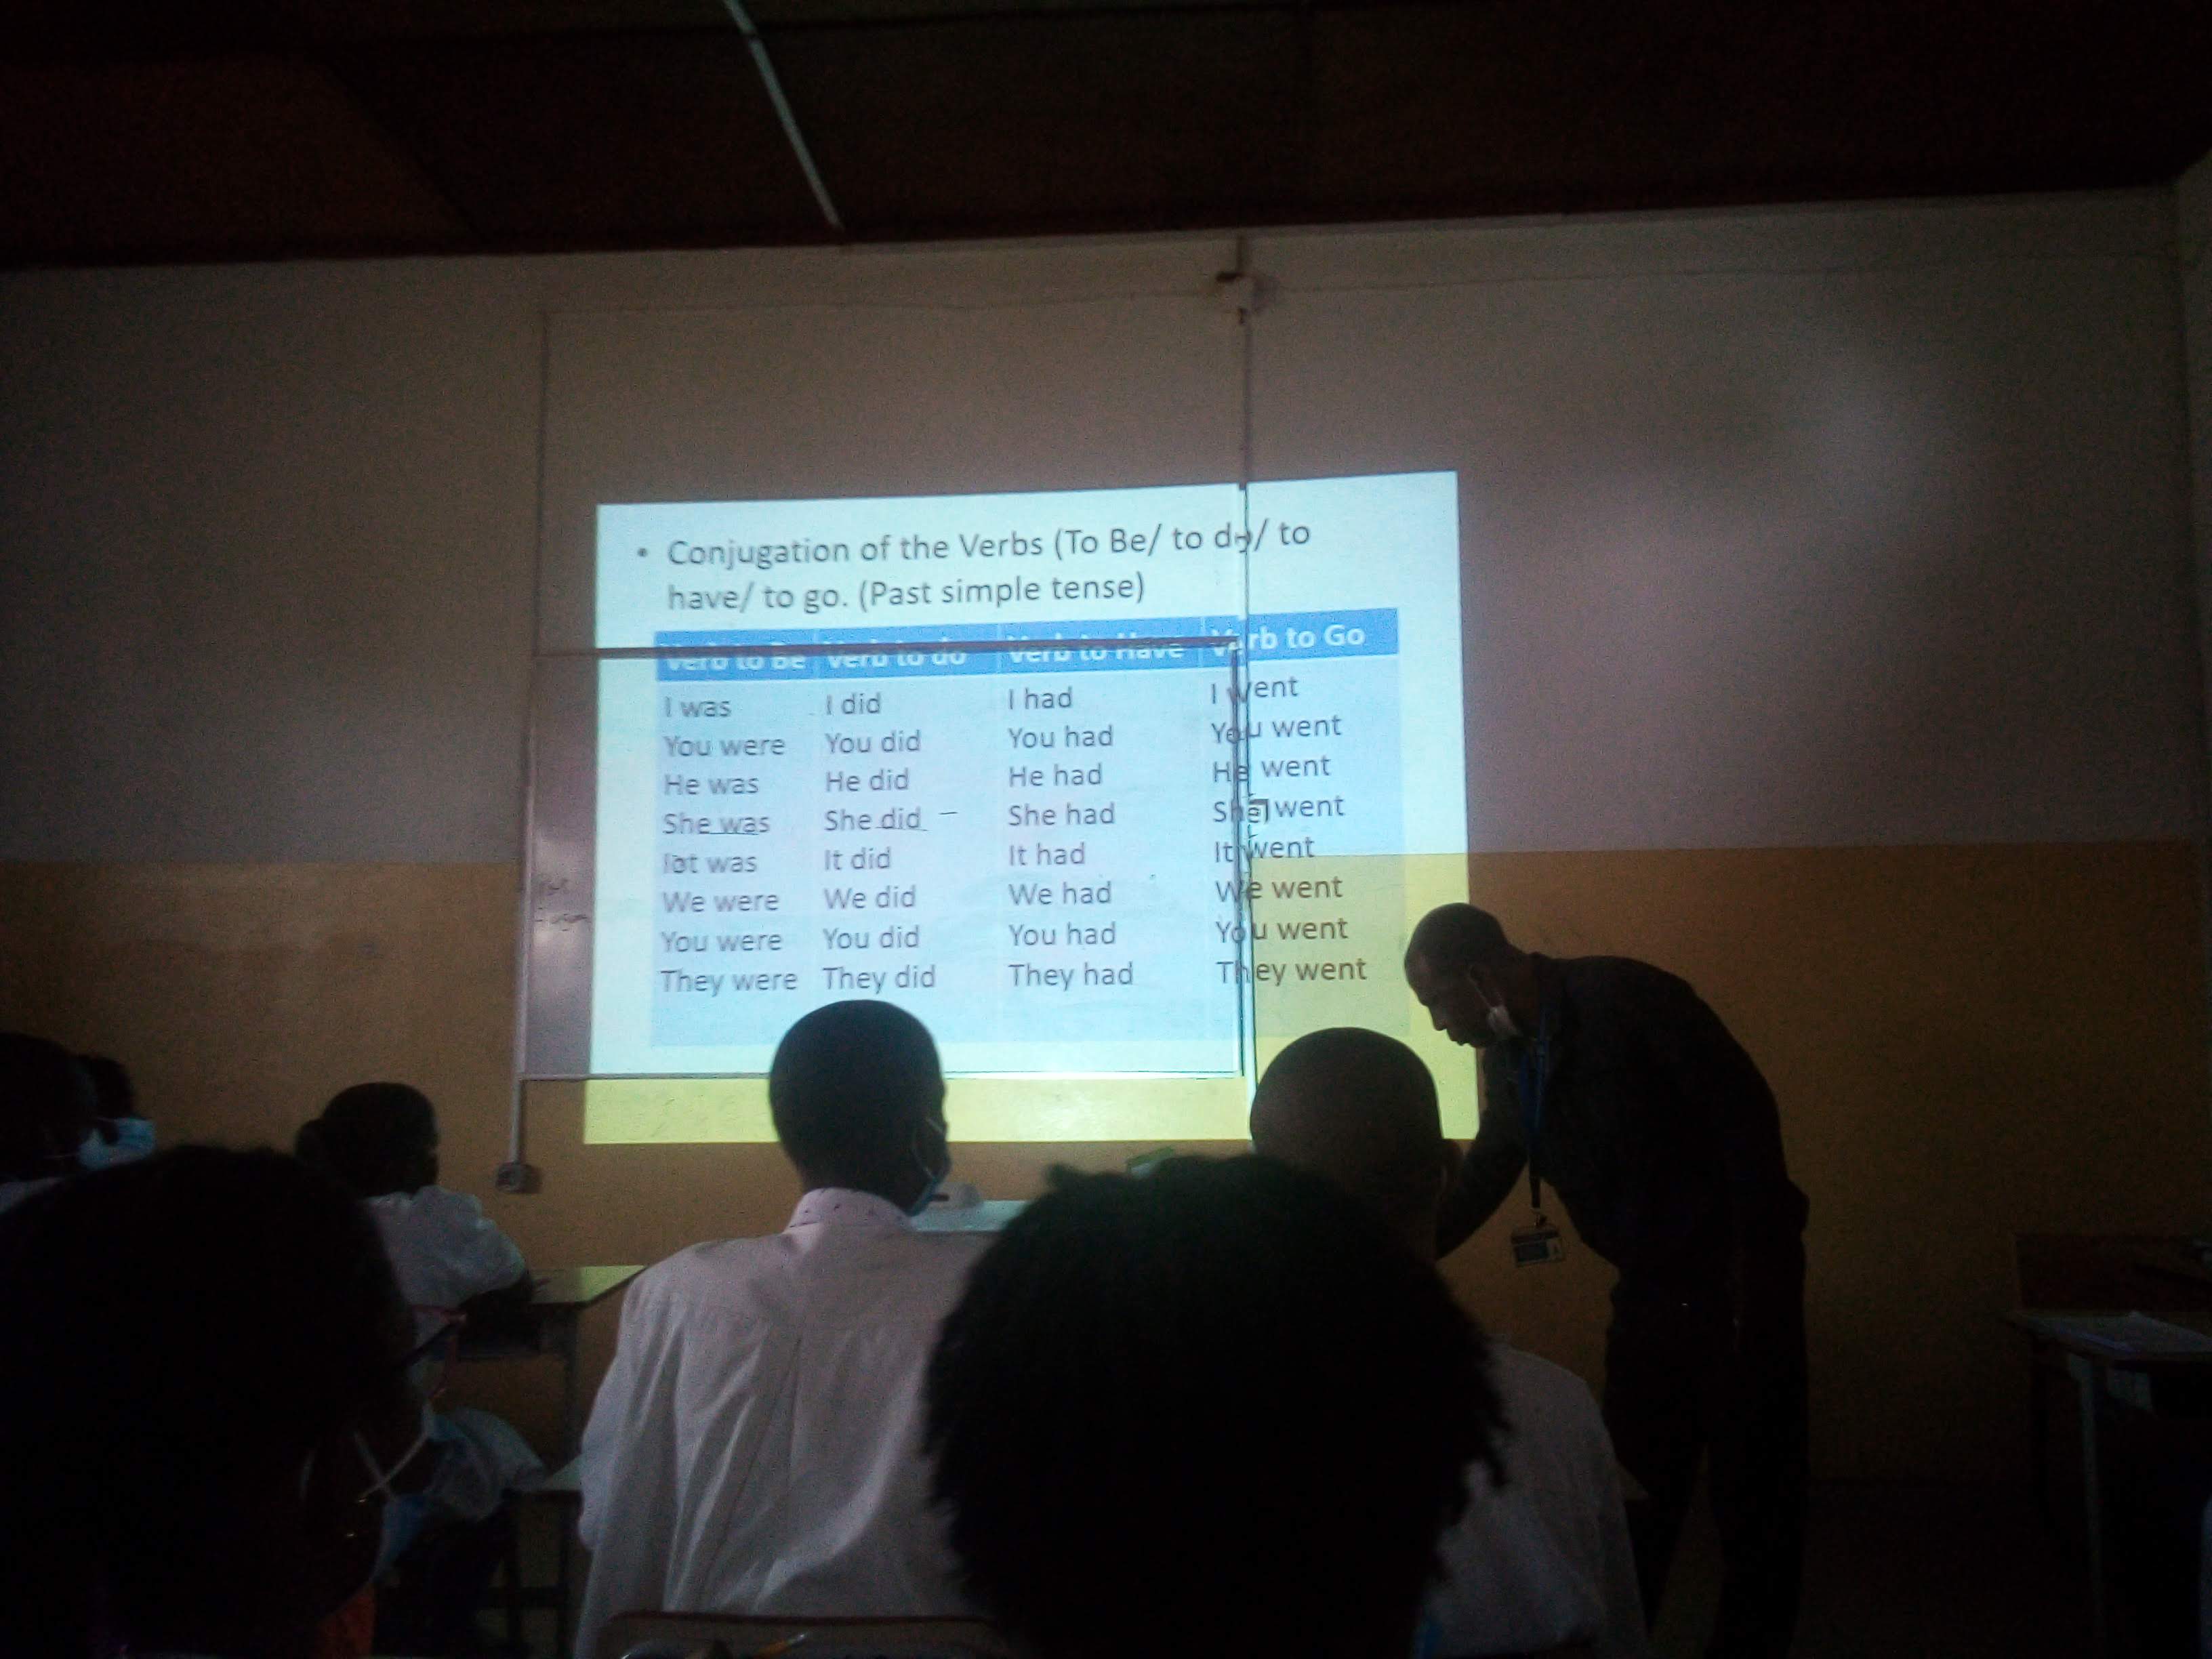 • Conjugation of the Verbs (To Be/ to do/ to
have/ to go. (Past simple tense)
Verb to Be Verb to do Verb to Have Verb to Go
I was I did I had I went
You were You did You had You went
He was He did He had He went
She was She did She had She went
was It did It had It went
We were We did We had We went
You were You did You had You went
They were They did They had They went